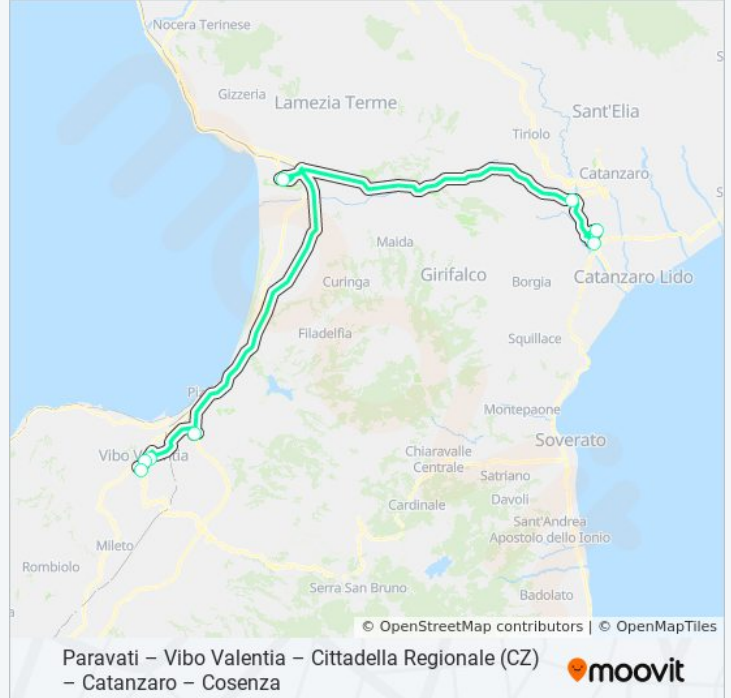 Nocera Terinese
Gizzeria
Lamezia Terme
Sant'Elia
Tiriolo
Catanzaro
Maida
Girifalco
Curinga
Borgia
Catanzaro Lido
Filadelfia
Squillace
Montepaone
Soverato
Vibo Valentia
Chiaravalle
Centrale
Satriano
Davoli
Cardinale
Sant'Andrea
Apostolo dello Ionio
Mileto
Rombiolo
Serra San Bruno
Badolato
© OpenStreetMap contributors | © OpenMapTiles
Paravati – Vibo Valentia – Cittadella Regionale (CZ)
– Catanzaro – Cosenza
moovit